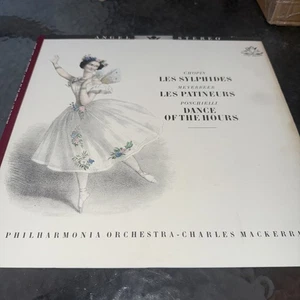 ANGEL STEREO
CHOPIN
LES SYLPHIDES
MEYERBEER
LES PATINEURS
PONCHIELLI
DANCE
OF THE HOURS
PHILHARMONIA ORCHESTRA · CHARLES MACKERRA